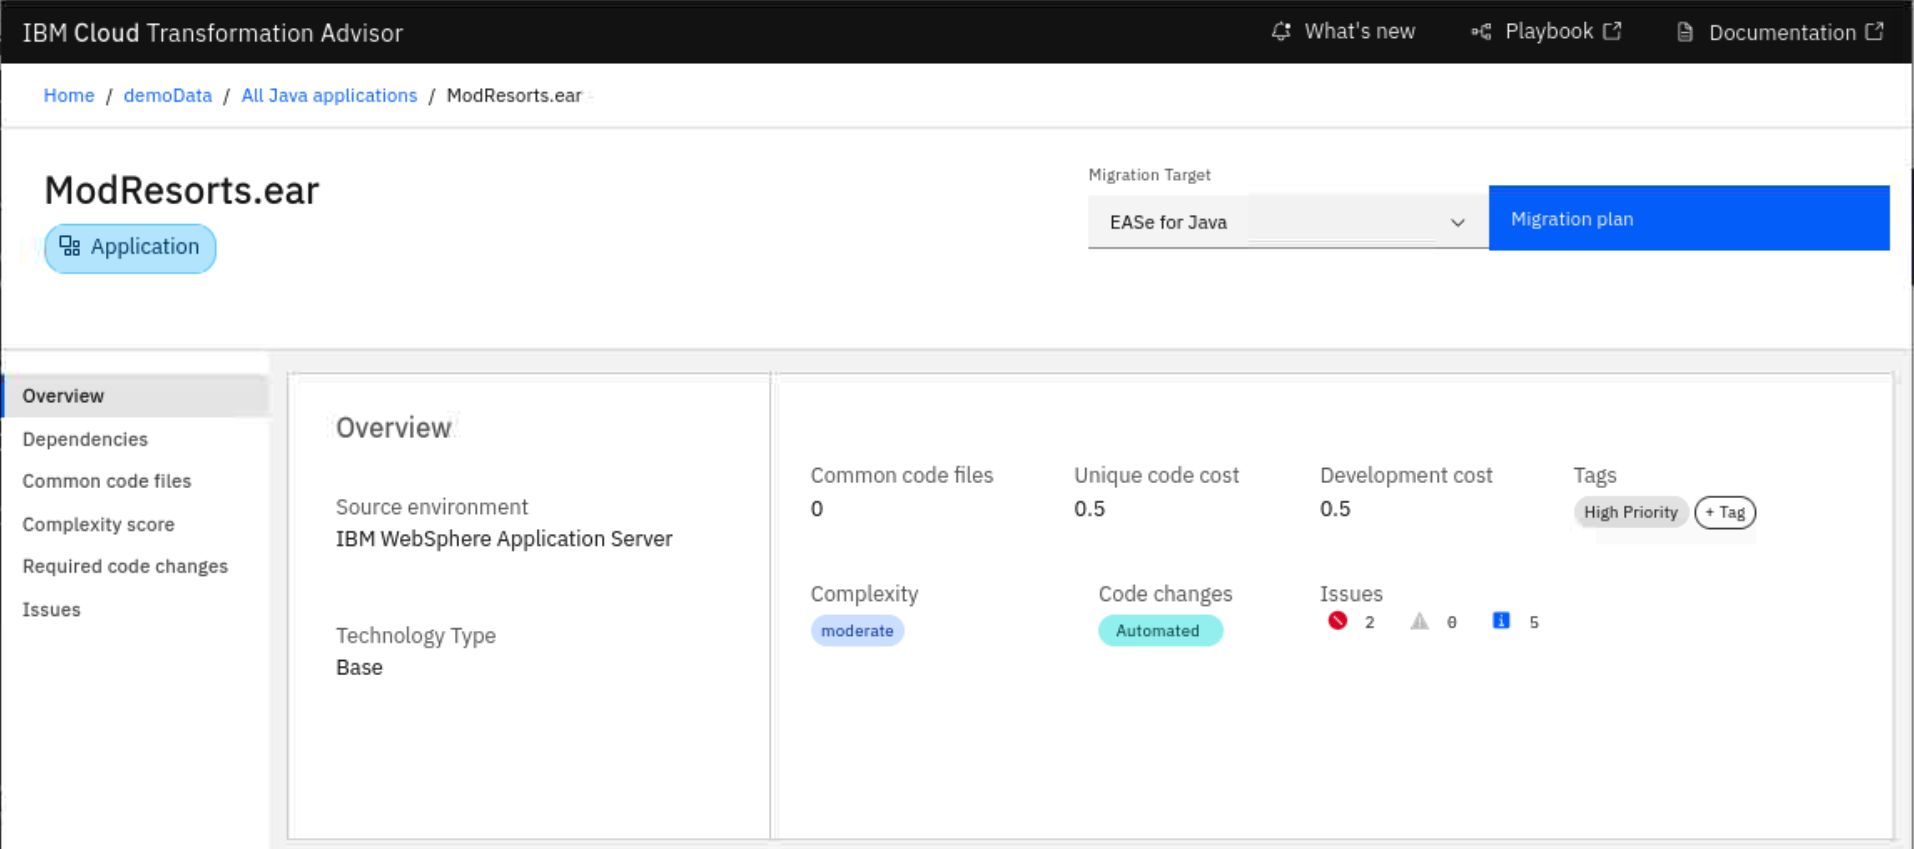 IBM Cloud Transformation Advisor
What's new
Playbook
Documentation
Home / demoData / All Java applications / ModResorts.ear
ModResorts.ear
Application
Migration Target
EASe for Java
Migration plan
Overview
Dependencies
Common code files
Complexity score
Required code changes
Issues
Overview
Source environment
IBM WebSphere Application Server
Technology Type
Base
Common code files
0
Unique code cost
0.5
Development cost
0.5
Tags
High Priority
+ Tag
Complexity
moderate
Code changes
Automated
Issues
2 0 5